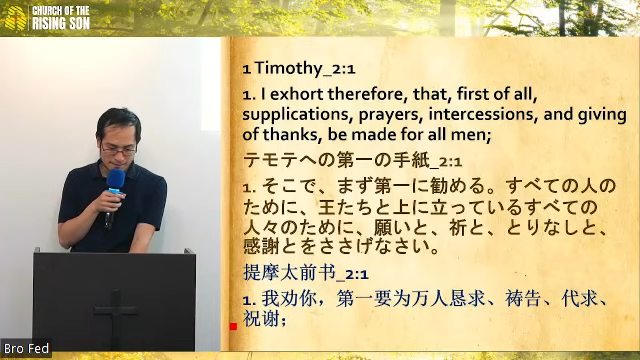 CHURCH OF THE
RISING SON
1 Timothy_2:1
1. I exhort therefore, that, first of all,
supplications, prayers, intercessions, and giving
of thanks, be made for all men;
テモテへの第一の手紙_2:1
1. そこで、まず第一に勧める。すべての人の
ために、王たちと上に立っているすべての
人々のために、願いと、祈と、とりなしと、
感謝とをささげなさい。
提摩太前书_2:1
1. 我劝你，第一要为万人恳求、祷告、代求、
祝谢；
Bro Fed